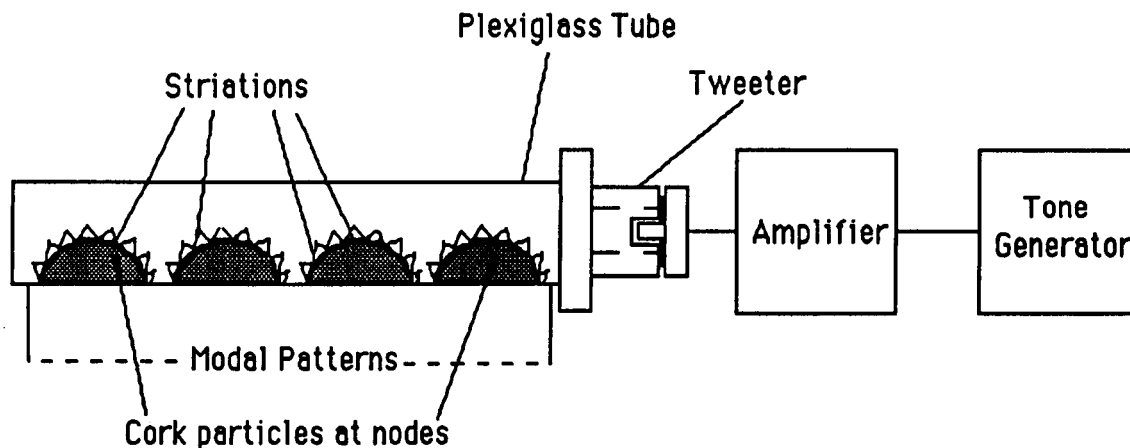 Plexiglass Tube
Striations
Tweeter
Amplifier
Tone
Generator
Modal Patterns
Cork particles at nodes